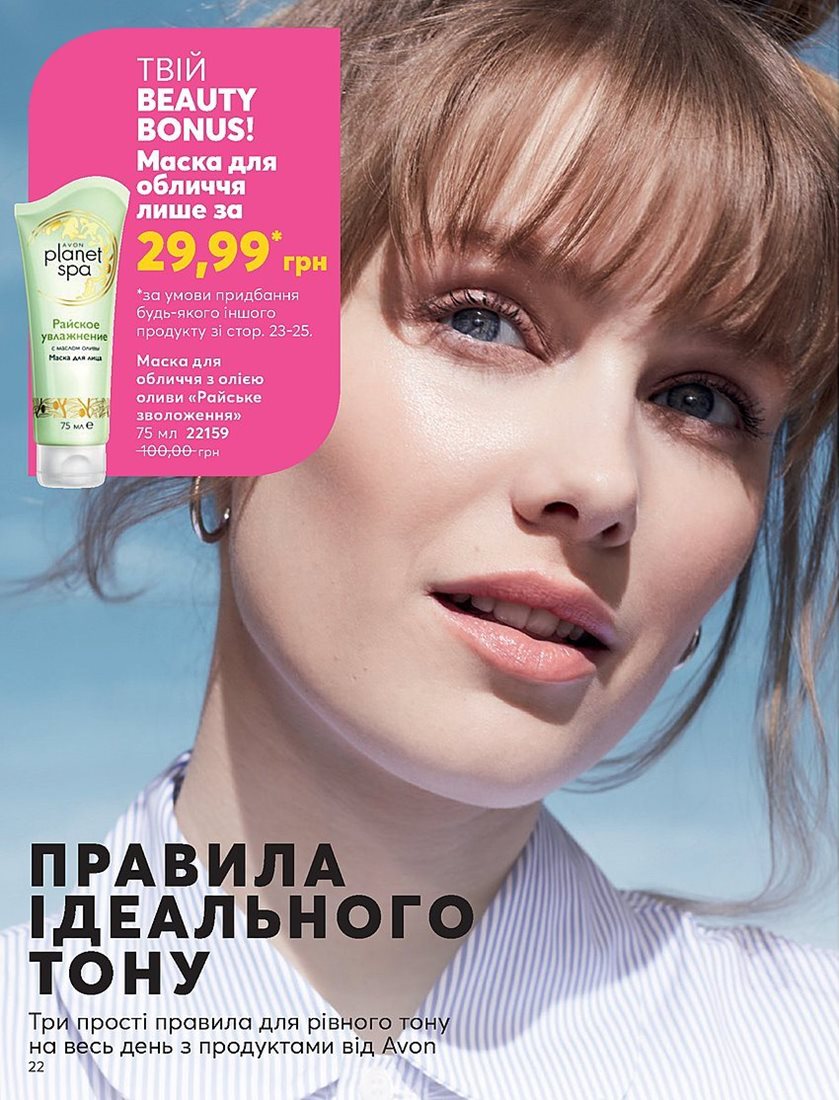 ТВІЙ
BEAUTY
BONUS!
Маска для
обличчя
лише за
29,99* грн
*за умови придбання
будь-якого іншого
продукту зі стор. 23-25.
Маска для
обличчя з олією
оливи «Райське
зволоження»
75 мл 22159
100,00 грн
AVON
planet
spa
Райское
увлажнение
с маслом оливы
Маска для лица
75 мл е
ПРАВИЛА
ІДЕАЛЬНОГО
ТОНУ
Три прості правила для рівного тону
на весь день з продуктами від Avon
22